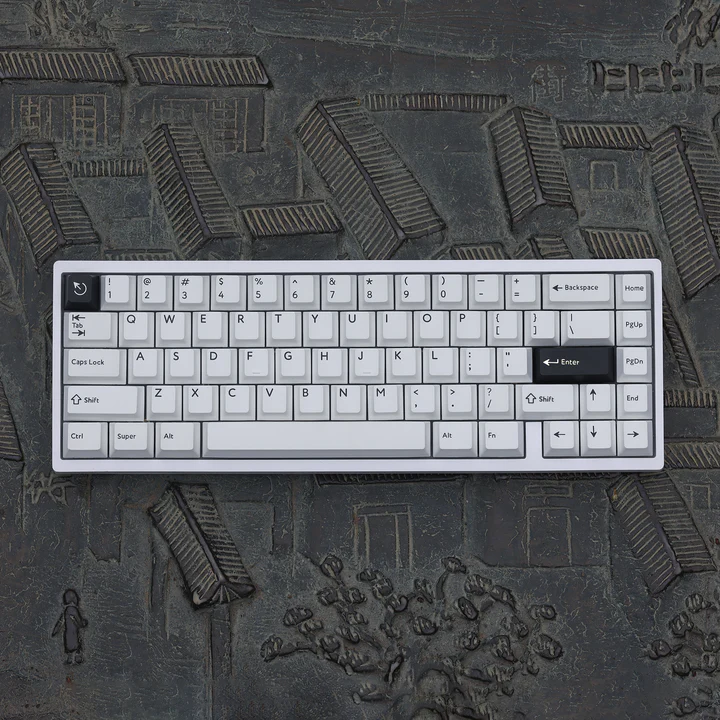 ! @ # $ % ^ & * ( ) — + ← Backspace Home
1 2 3 4 5 6 7 8 9 0 - =
Tab Q W E R T Y U I O P { } | PgUp
[ ] \
Caps Lock A S D F G H J K L : " ← Enter PgDn
; '
⇧ Shift Z X C V B N M < > ? ⇧ Shift ↑ End
, . /
Ctrl Super Alt Alt Fn ← ↓ →